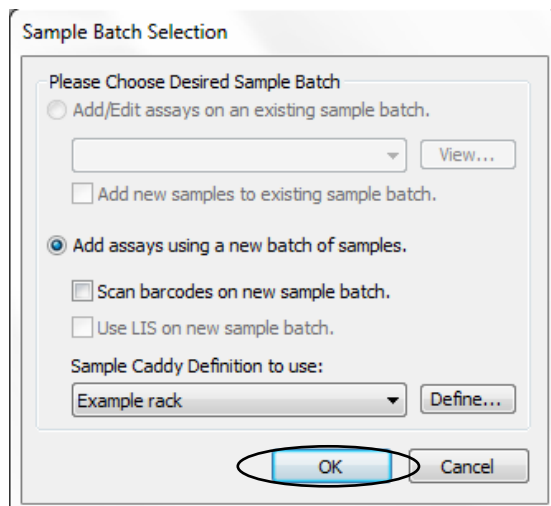 Sample Batch Selection
Please Choose Desired Sample Batch
Add/Edit assays on an existing sample batch.
View...
Add new samples to existing sample batch.
Add assays using a new batch of samples.
Scan barcodes on new sample batch.
Use LIS on new sample batch.
Sample Caddy Definition to use:
Example rack Define...
OK Cancel